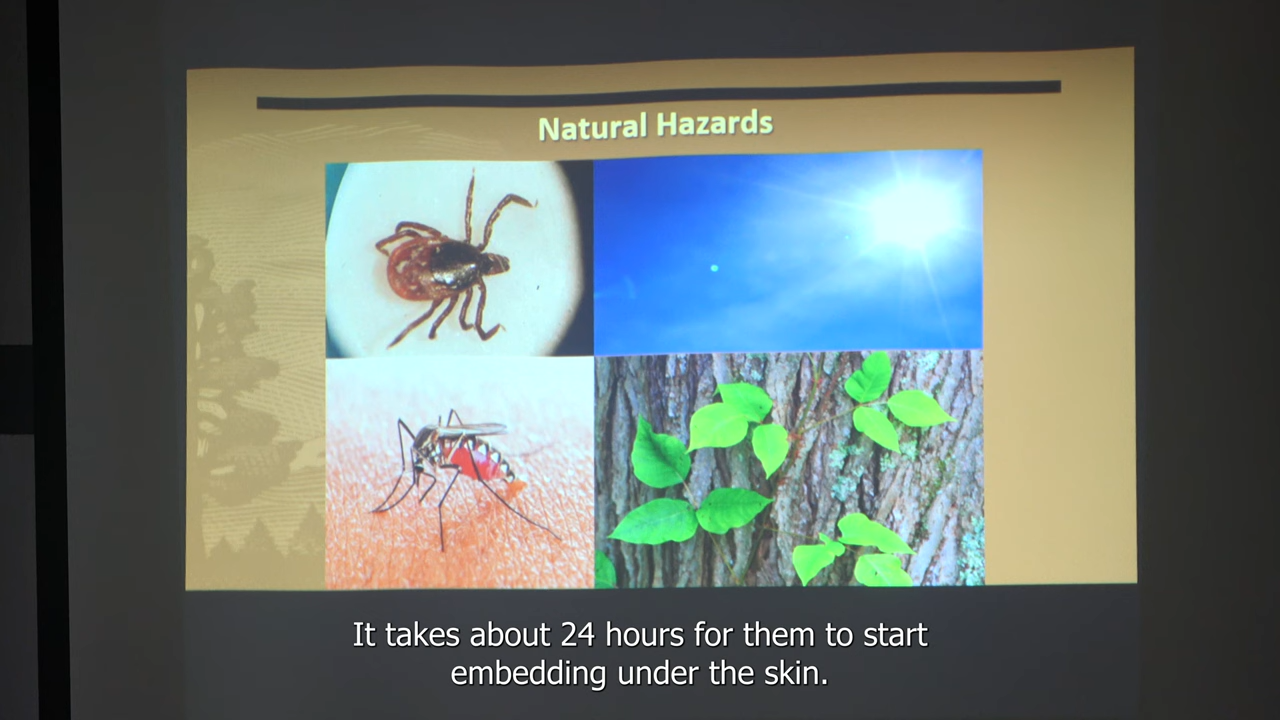 Natural Hazards
It takes about 24 hours for them to start
embedding under the skin.